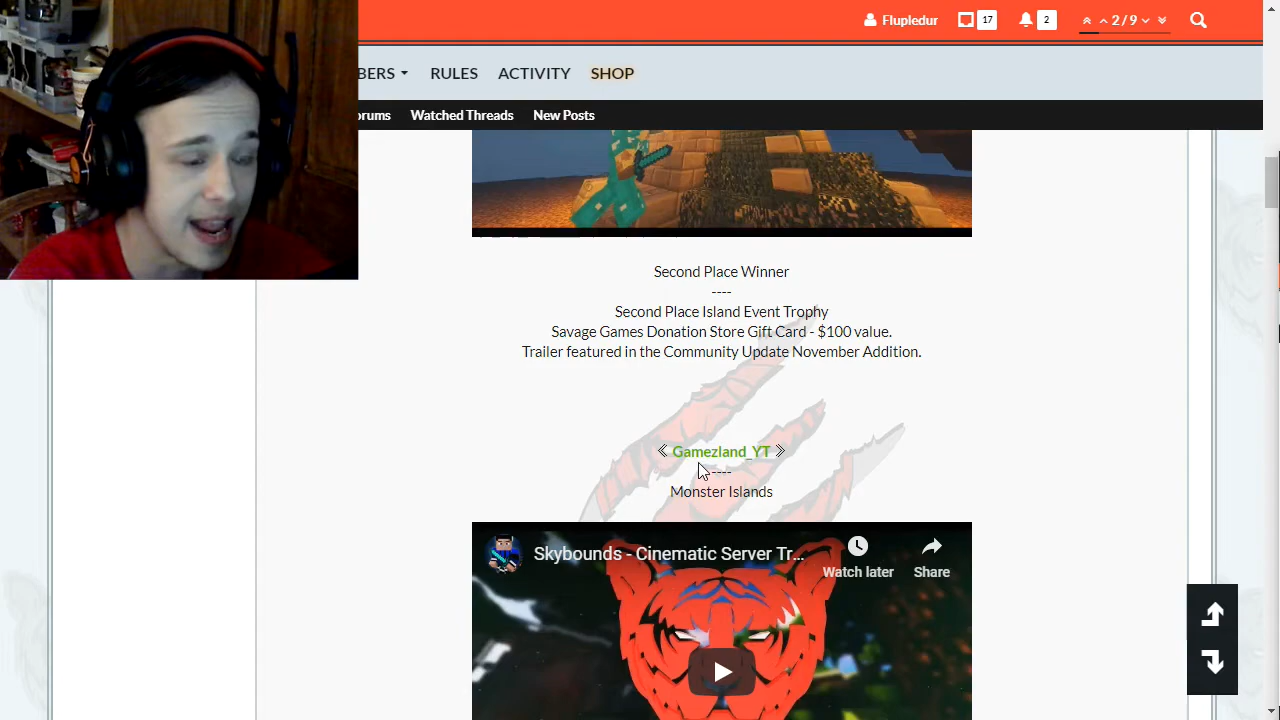 Flupledur 17 2 2/9
BERS RULES ACTIVITY SHOP
orums Watched Threads New Posts
Second Place Winner
----
Second Place Island Event Trophy
Savage Games Donation Store Gift Card - $100 value.
Trailer featured in the Community Update November Addition.
Gamezland_YT
----
Monster Islands
Skybounds - Cinematic Server Tr...
Watch later Share